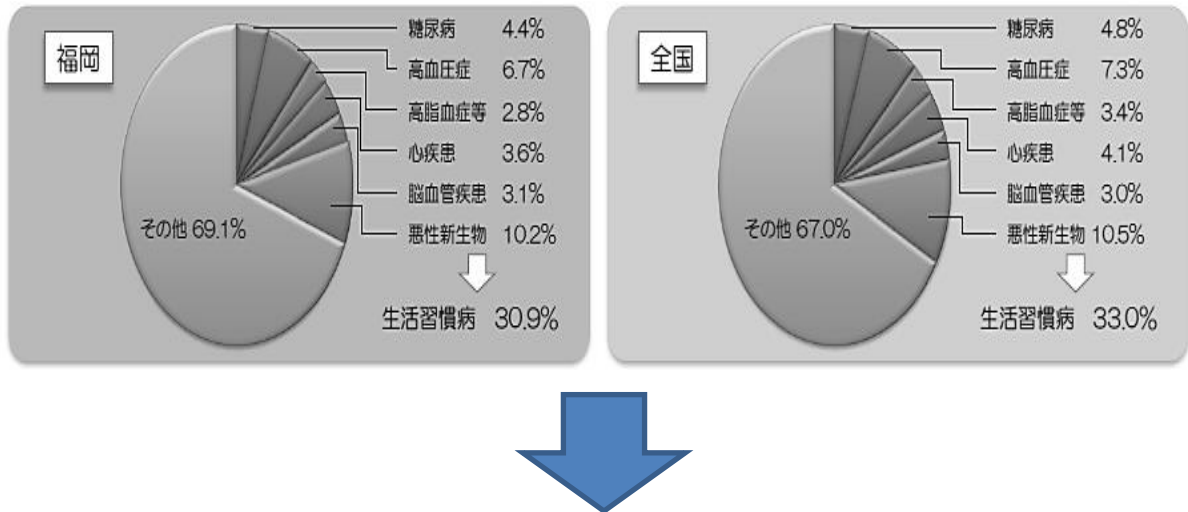 福岡
糖尿病 4.4%
高血圧症 6.7%
高脂血症等 2.8%
心疾患 3.6%
脳血管疾患 3.1%
悪性新生物 10.2%
その他 69.1%
生活習慣病 30.9%
全国
糖尿病 4.8%
高血圧症 7.3%
高脂血症等 3.4%
心疾患 4.1%
脳血管疾患 3.0%
悪性新生物 10.5%
その他 67.0%
生活習慣病 33.0%